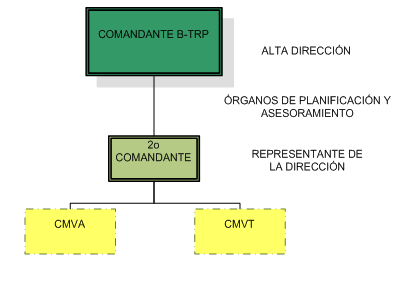 COMANDANTE B-TRP
ALTA DIRECCIÓN
ÓRGANOS DE PLANIFICACIÓN Y
ASESORAMIENTO
2o
COMANDANTE
REPRESENTANTE DE
LA DIRECCIÓN
CMVA
CMVT